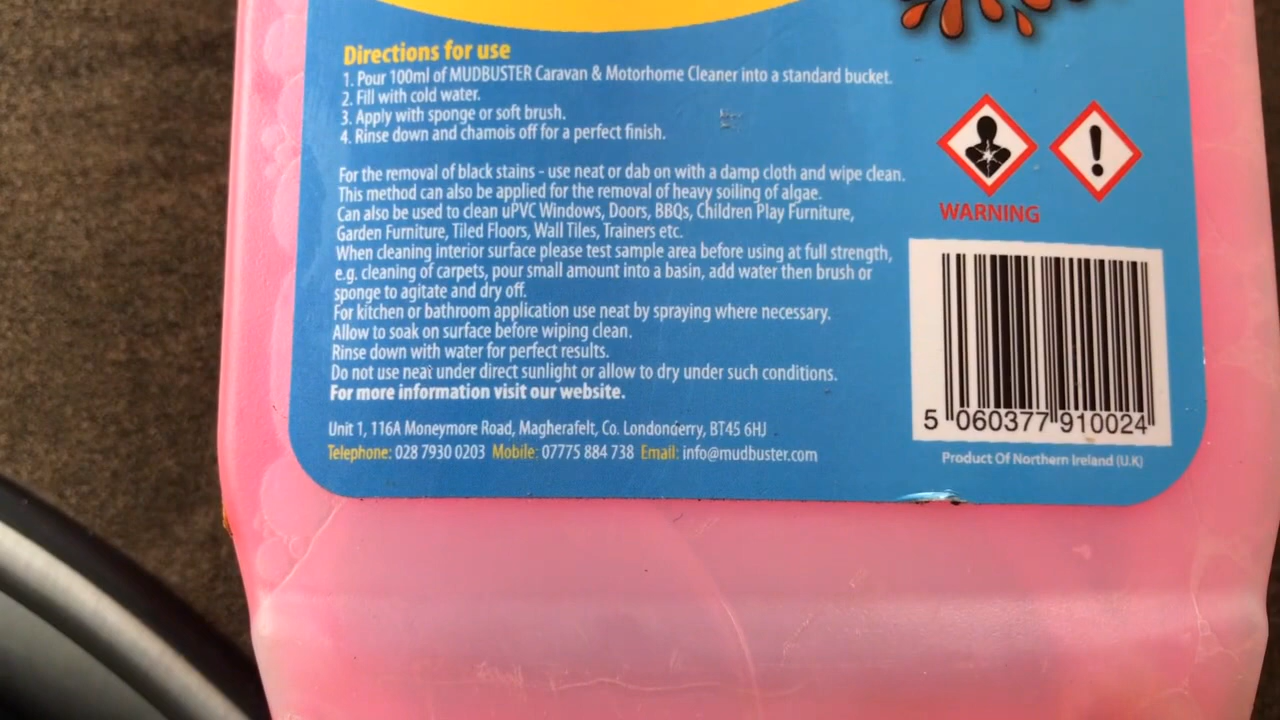 Directions for use
1. Pour 100ml of MUDBUSTER Caravan & Motorhome Cleaner into a standard bucket.
2. Fill with cold water.
3. Apply with sponge or soft brush.
4. Rinse down and chamois off for a perfect finish.
For the removal of black stains - use neat or dab on with a damp cloth and wipe clean.
This method can also be applied for the removal of heavy soiling of algae.
Can also be used to clean uPVC Windows, Doors, BBQs, Children Play Furniture,
Garden Furniture, Tiled Floors, Wall Tiles, Trainers etc.
When cleaning interior surface please test sample area before using at full strength,
e.g. cleaning of carpets, pour small amount into a basin, add water then brush or
sponge to agitate and dry off.
For kitchen or bathroom application use neat by spraying where necessary.
Allow to soak on surface before wiping clean.
Rinse down with water for perfect results.
Do not use neat under direct sunlight or allow to dry under such conditions.
For more information visit our website.
Unit 1, 116A Moneymore Road, Magherafelt, Co. Londonderry, BT45 6HJ
Telephone: 028 7930 0203 Mobile: 07775 884 738 Email: info@mudbuster.com
WARNING
5 060377 910024
Product Of Northern Ireland (U.K)